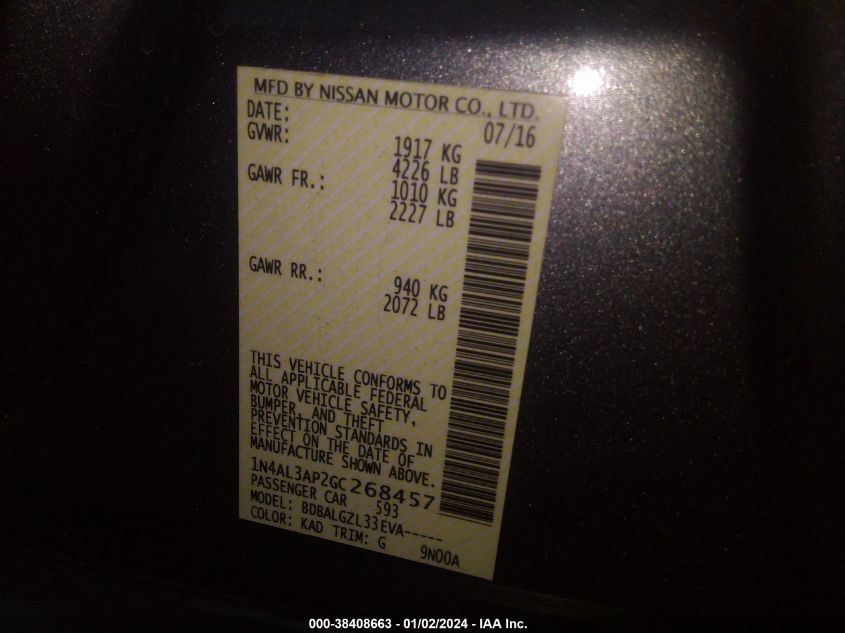 MFD BY NISSAN MOTOR CO., LTD.
DATE: 07/16
GVWR: 1917 KG
4226 LB
GAWR FR.: 1010 KG
2227 LB
GAWR RR.: 940 KG
2072 LB
THIS VEHICLE CONFORMS TO
ALL APPLICABLE FEDERAL
MOTOR VEHICLE SAFETY,
BUMPER, AND THEFT
PREVENTION STANDARDS IN
EFFECT ON THE DATE OF
MANUFACTURE SHOWN ABOVE.
1N4AL3AP2GC268457
PASSENGER CAR 593
MODEL: BDBALGZL33EVA-----
COLOR: KAD TRIM: G 9N00A
000-38408663 - 01/02/2024 - IAA Inc.